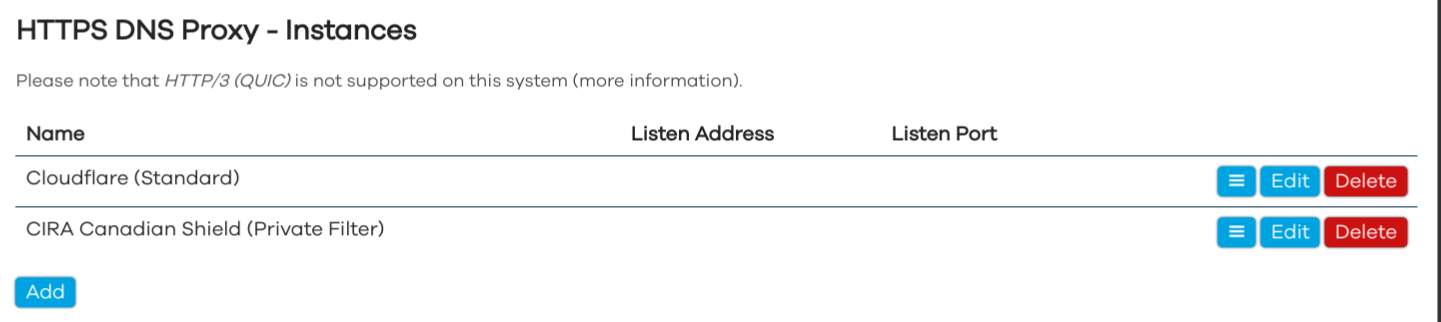 HTTPS DNS Proxy - Instances
Please note that HTTP/3 (QUIC) is not supported on this system (more information).
Name Listen Address Listen Port
Cloudflare (Standard) Edit Delete
CIRA Canadian Shield (Private Filter) Edit Delete
Add